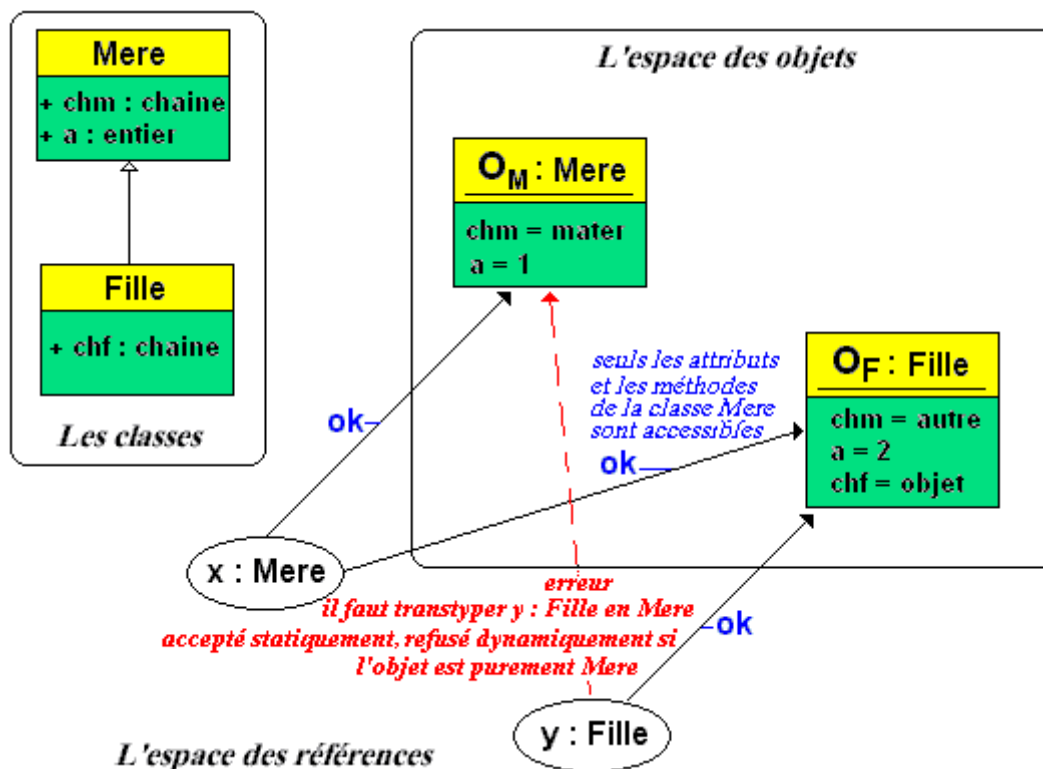 Mere
+ chm : chaine
+ a : entier
Fille
+ chf : chaine
Les classes
L'espace des objets
O_M : Mere
chm = mater
a = 1
O_F : Fille
chm = autre
a = 2
chf = objet
ok
seuls les attributs
et les méthodes
de la classe Mere
sont accessibles
ok
x : Mere
erreur
il faut transtyper y : Fille en Mere
accepté statiquement, refusé dynamiquement si
l'objet est purement Mere
ok
y : Fille
L'espace des références